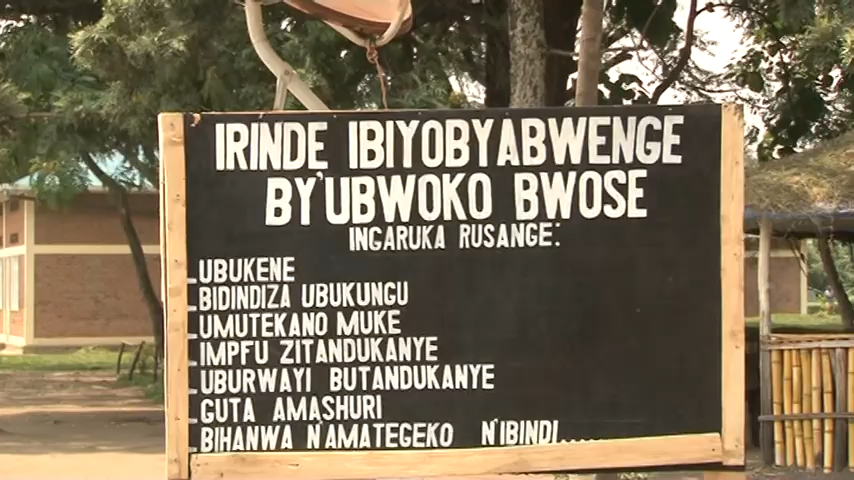 IRINDE IBIYOBYABWENGE
BY'UBWOKO BWOSE
INGARUKA RUSANGE:
-UBUKENE
-BIDINDIZA UBUKUNGU
-UMUTEKANO MUKE
-IMPFU ZITANDUKANYE
-UBURWAYI BUTANDUKANYE
-GUTA AMASHURI
-BIHANWA N'AMATEGEKO N'IBINDI......